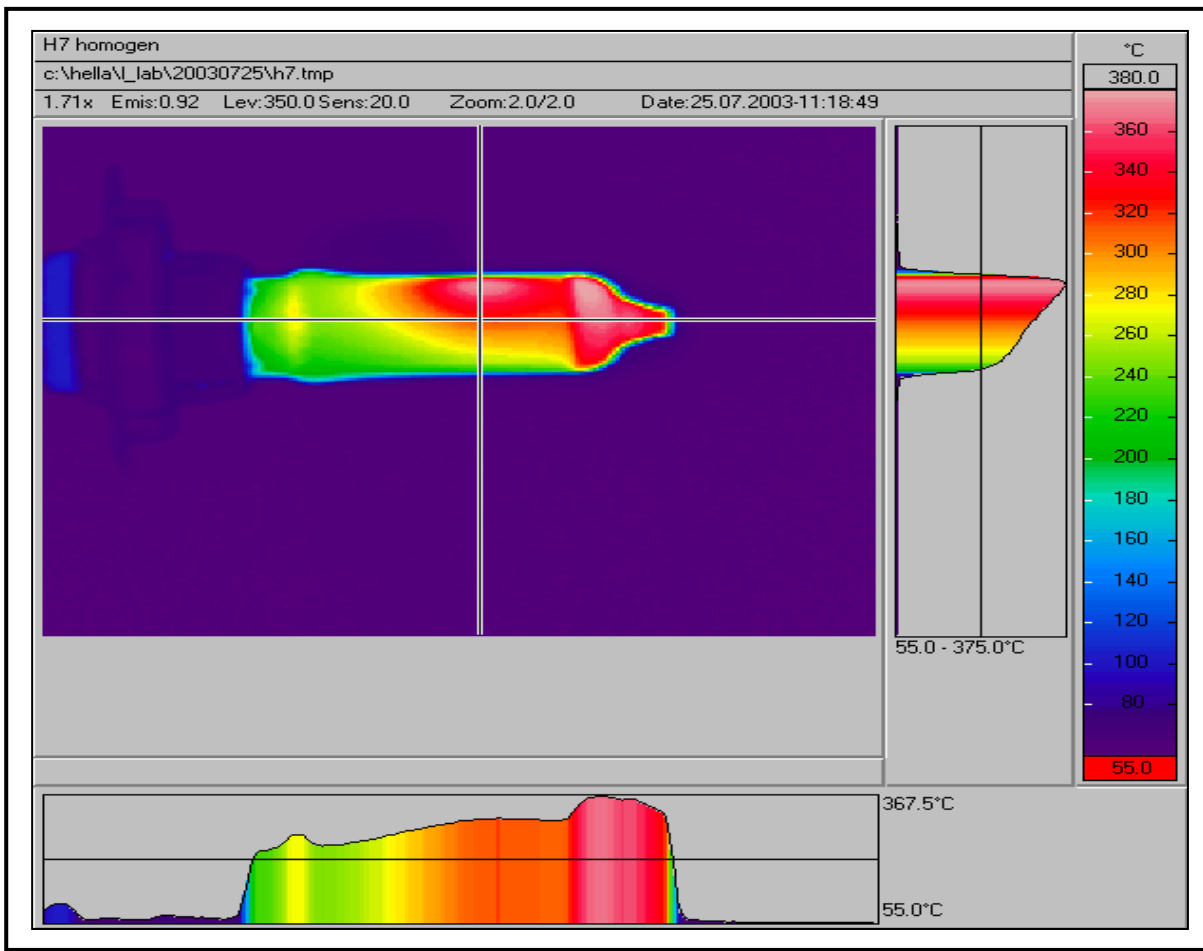 H7 homogen
c:\hella\l_lab\20030725\h7.tmp
1.71x Emis:0.92 Lev:350.0 Sens:20.0 Zoom:2.0/2.0 Date:25.07.2003-11:18:49
°C
380.0
360
340
320
300
280
260
240
220
200
180
160
140
120
100
80
55.0
55.0 - 375.0°C
367.5°C
55.0°C